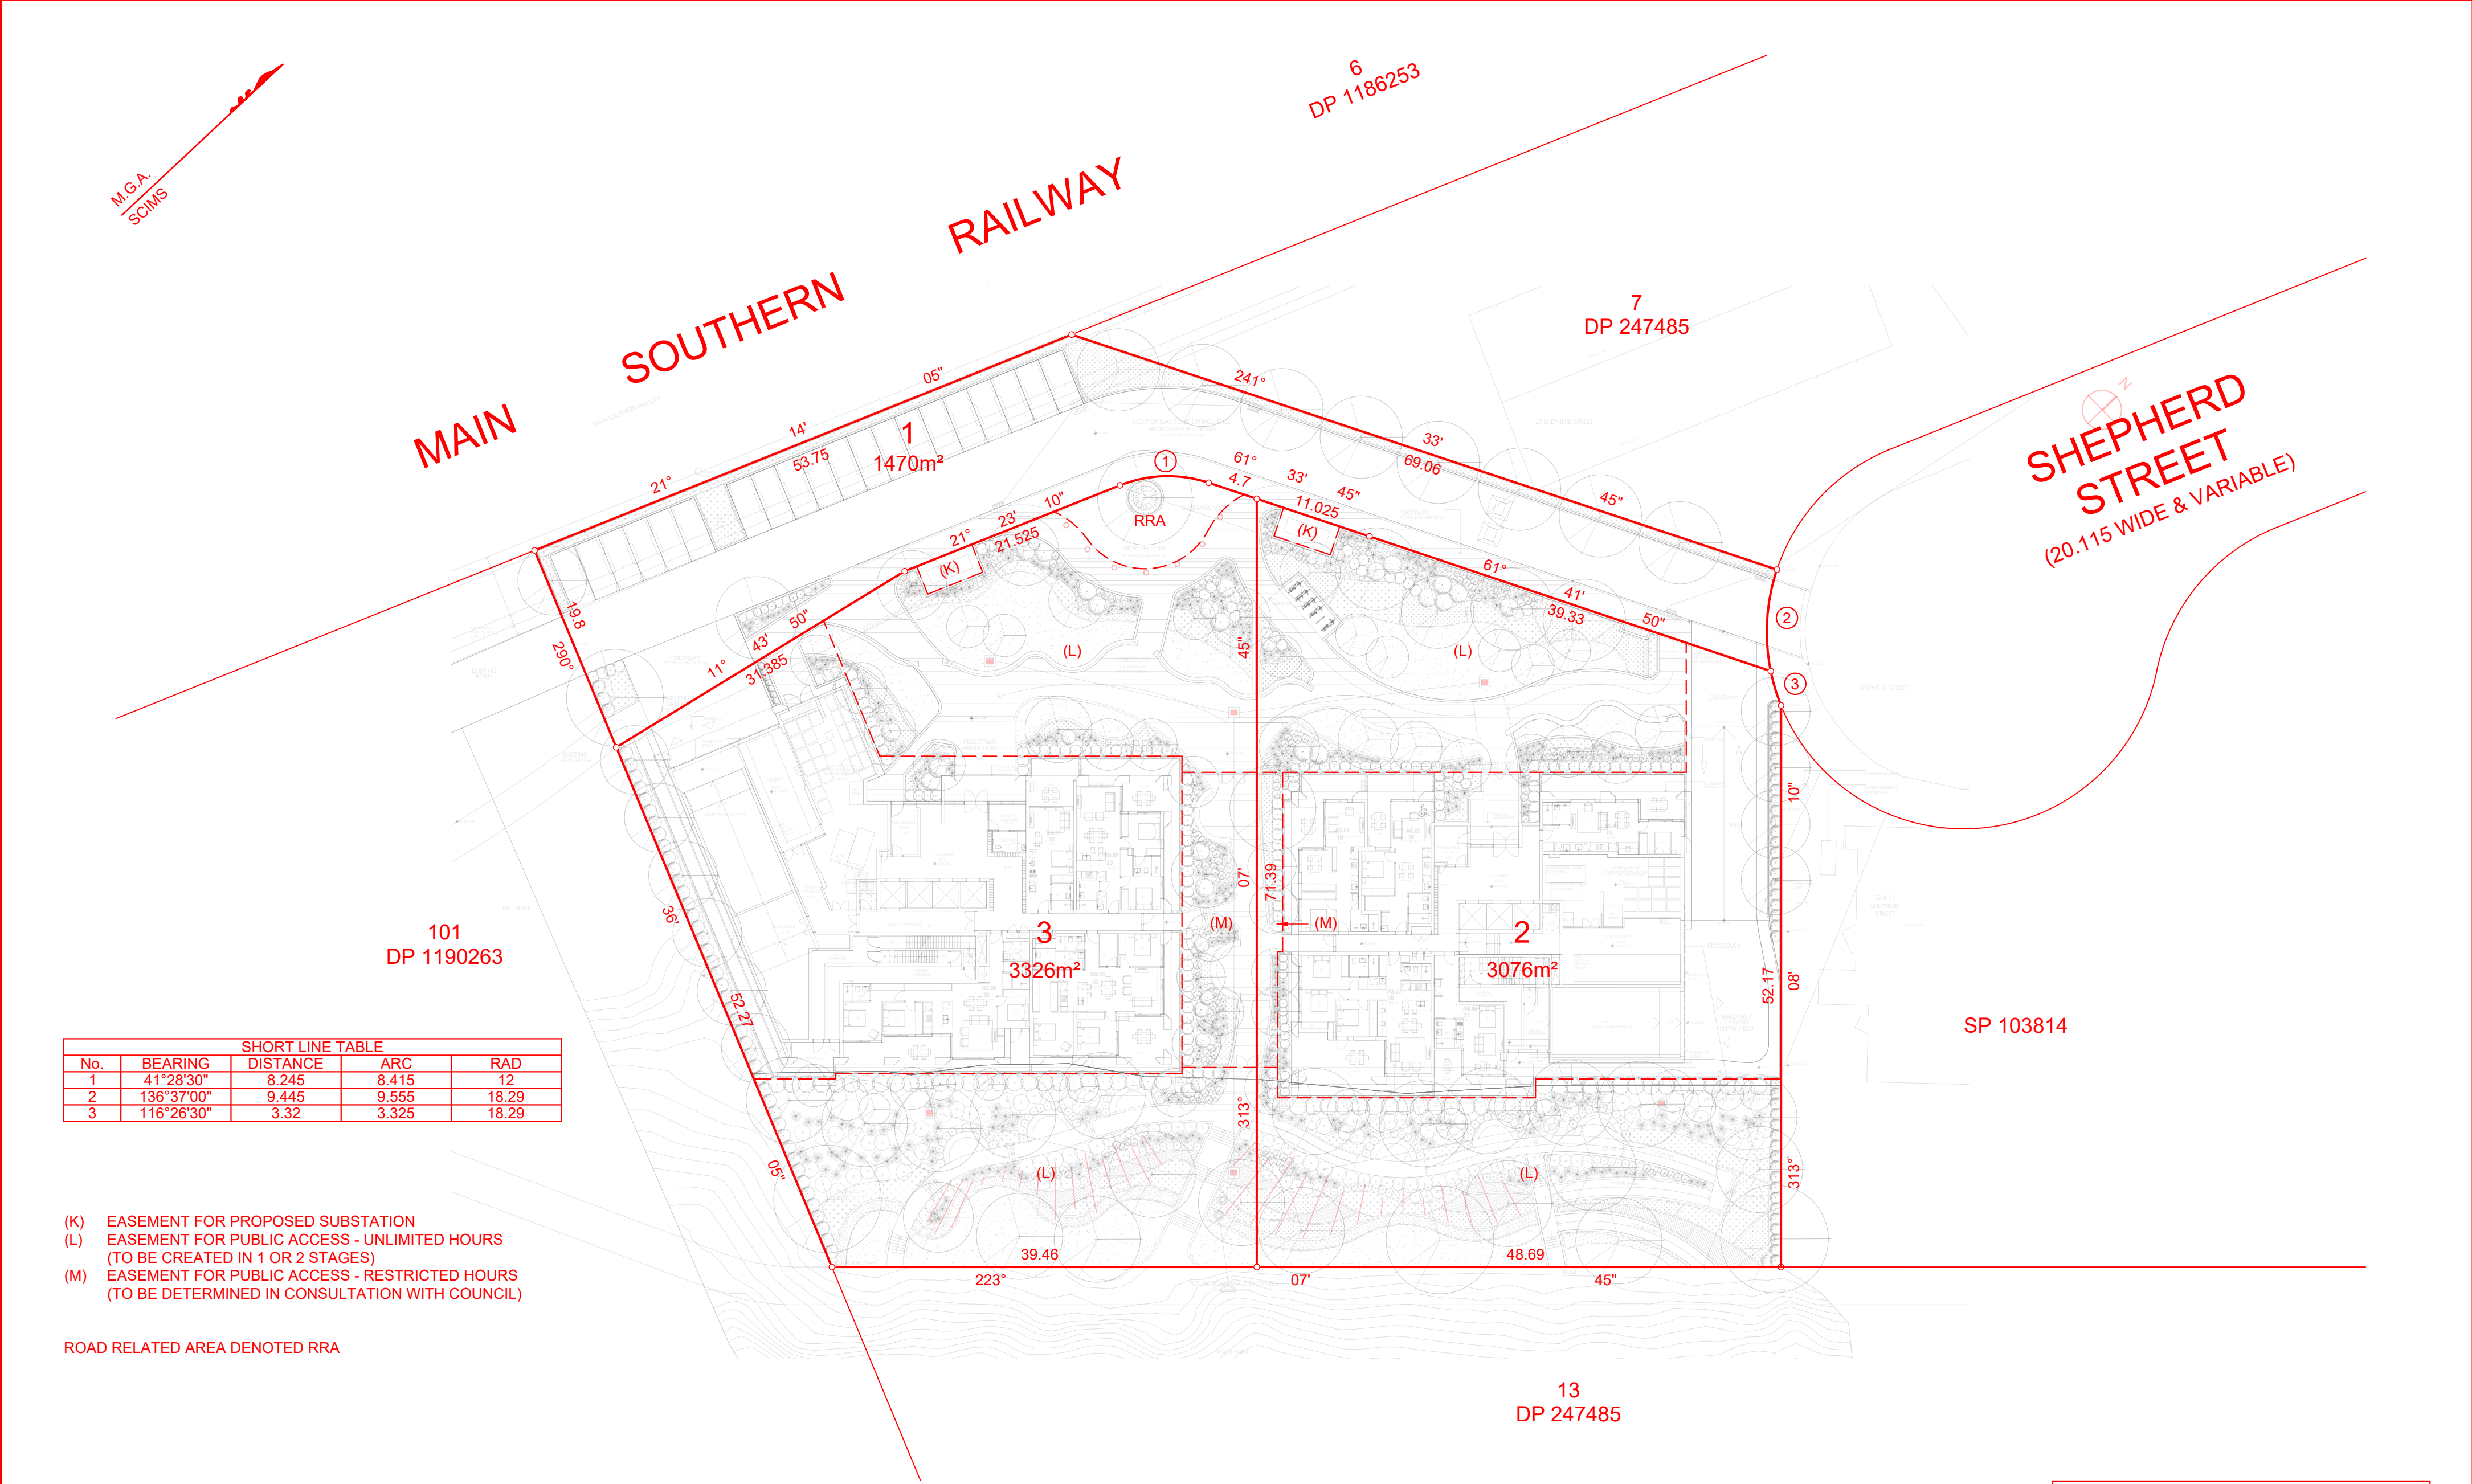 6
DP 1186253
M.G.A.
SCIMS
MAIN SOUTHERN RAILWAY
7
DP 247485
SHEPHERD
STREET
(20.115 WIDE & VARIABLE)
N
21° 14' 05"
53.75
1
1470m²
241° 33' 45"
69.06
1
61° 33' 45"
4.7
11.025
21° 23' 10"
21.525
RRA
(K)
(K)
61° 41' 50"
39.33
2
3
19.8
290° 36' 05"
52.27
11° 43' 50"
31.385
(L)
(L)
313° 07' 45"
71.39
313° 08' 10"
52.17
(M)
(M)
3
3326m²
2
3076m²
101
DP 1190263
SP 103814
(L)
(L)
39.46
48.69
223° 07' 45"
13
DP 247485
SHORT LINE TABLE
No. BEARING DISTANCE ARC RAD
1 41°28'30" 8.245 8.415 12
2 136°37'00" 9.445 9.555 18.29
3 116°26'30" 3.32 3.325 18.29
(K) EASEMENT FOR PROPOSED SUBSTATION
(L) EASEMENT FOR PUBLIC ACCESS - UNLIMITED HOURS
(TO BE CREATED IN 1 OR 2 STAGES)
(M) EASEMENT FOR PUBLIC ACCESS - RESTRICTED HOURS
(TO BE DETERMINED IN CONSULTATION WITH COUNCIL)
ROAD RELATED AREA DENOTED RRA